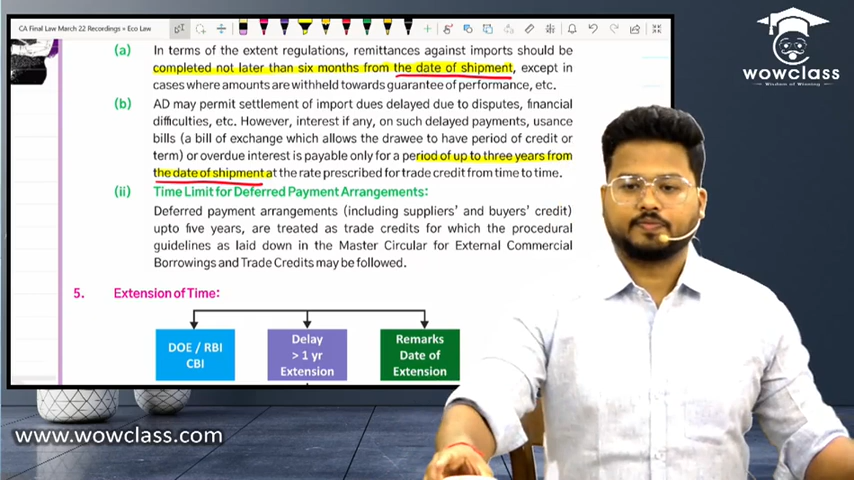 CA Final Law March 22 Recordings » Eco Law
(a) In terms of the extent regulations, remittances against imports should be
completed not later than six months from the date of shipment, except in
cases where amounts are withheld towards guarantee of performance, etc.
(b) AD may permit settlement of import dues delayed due to disputes, financial
difficulties, etc. However, interest if any, on such delayed payments, usance
bills (a bill of exchange which allows the drawee to have period of credit or
term) or overdue interest is payable only for a period of up to three years from
the date of shipment at the rate prescribed for trade credit from time to time.
(ii) Time Limit for Deferred Payment Arrangements:
Deferred payment arrangements (including suppliers' and buyers' credit)
upto five years, are treated as trade credits for which the procedural
guidelines as laid down in the Master Circular for External Commercial
Borrowings and Trade Credits may be followed.
5. Extension of Time:
DOE / RBI
CBI
Delay
> 1 yr
Extension
Remarks
Date of
Extension
wowclass
Wisdom of Winning
www.wowclass.com